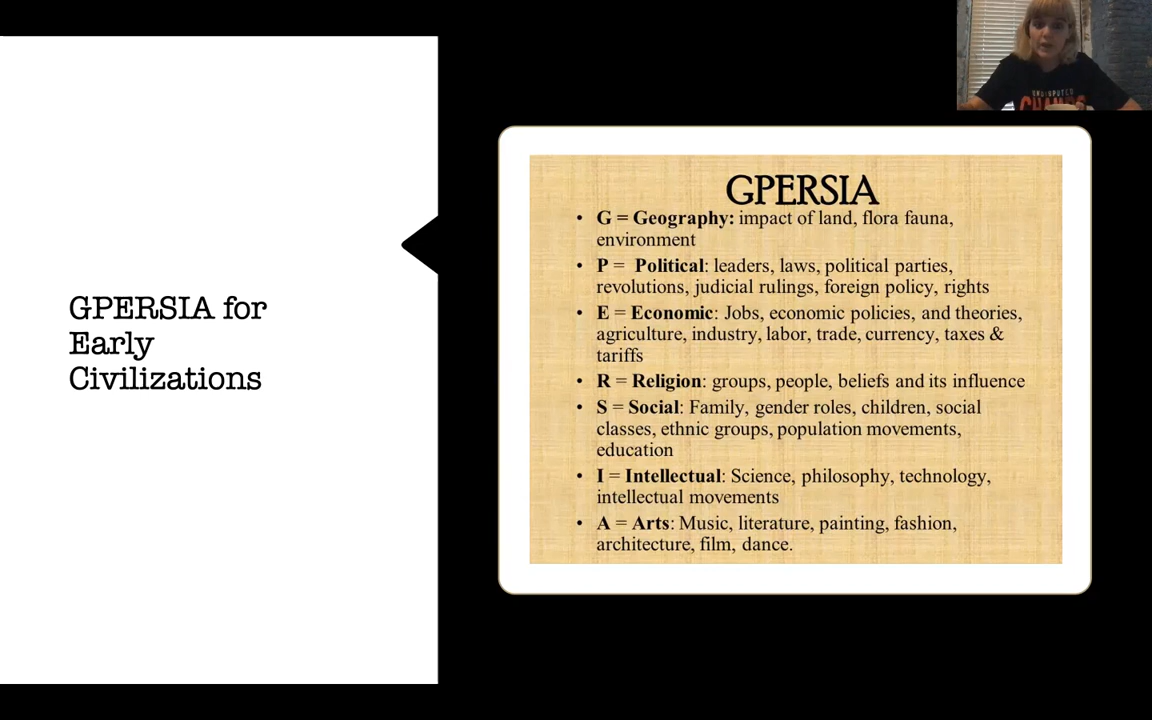 GPERSIA for
Early
Civilizations
GPERSIA
• G = Geography: impact of land, flora fauna,
environment
• P = Political: leaders, laws, political parties,
revolutions, judicial rulings, foreign policy, rights
• E = Economic: Jobs, economic policies, and theories,
agriculture, industry, labor, trade, currency, taxes &
tariffs
• R = Religion: groups, people, beliefs and its influence
• S = Social: Family, gender roles, children, social
classes, ethnic groups, population movements,
education
• I = Intellectual: Science, philosophy, technology,
intellectual movements
• A = Arts: Music, literature, painting, fashion,
architecture, film, dance.
UNDISPUTED